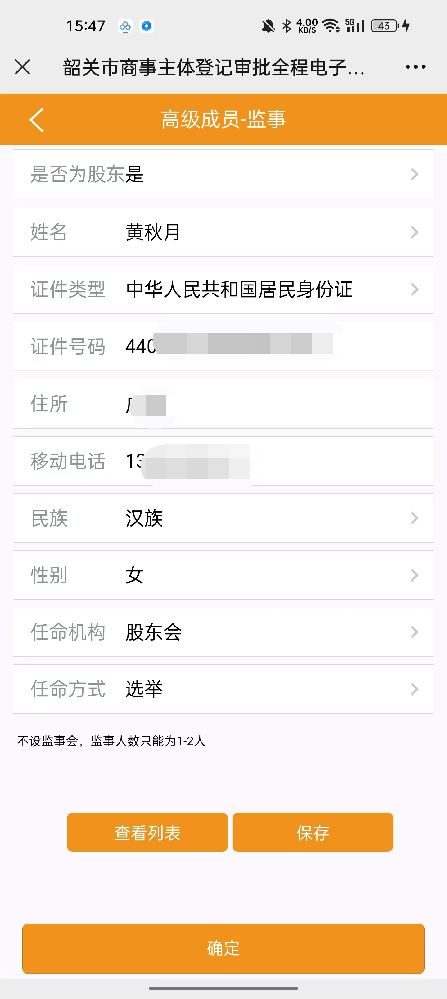 15:47 4.00 KB/S 5G 43
韶关市商事主体登记审批全程电子...
高级成员-监事
是否为股东 是
姓名 黄秋月
证件类型 中华人民共和国居民身份证
证件号码 440
住所
移动电话 13
民族 汉族
性别 女
任命机构 股东会
任命方式 选举
不设监事会，监事人数只能为1-2人
查看列表 保存
确定